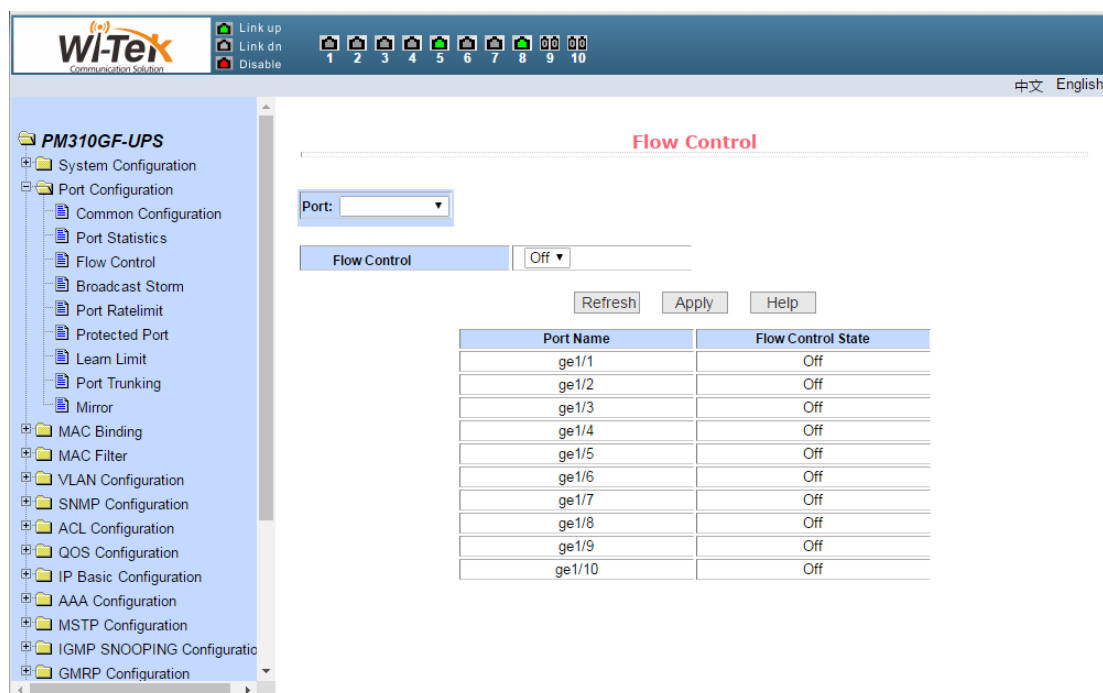 Wi-Tek
Communication Solution
Link up
Link dn
Disable
1 2 3 4 5 6 7 8 9 10
中文 English
PM310GF-UPS
System Configuration
Port Configuration
Common Configuration
Port Statistics
Flow Control
Broadcast Storm
Port Ratelimit
Protected Port
Learn Limit
Port Trunking
Mirror
MAC Binding
MAC Filter
VLAN Configuration
SNMP Configuration
ACL Configuration
QOS Configuration
IP Basic Configuration
AAA Configuration
MSTP Configuration
IGMP SNOOPING Configuratio
GMRP Configuration
Flow Control
Port:
Flow Control Off
Refresh Apply Help
Port Name Flow Control State
ge1/1 Off
ge1/2 Off
ge1/3 Off
ge1/4 Off
ge1/5 Off
ge1/6 Off
ge1/7 Off
ge1/8 Off
ge1/9 Off
ge1/10 Off